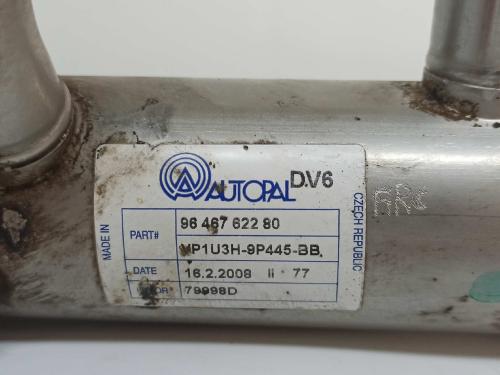 AUTOPAL DV6
MADE IN
PART# 96 467 622 80
VP1U3H-9P445-BB
DATE 16.2.2008 II 77
79998D
CZECH REPUBLIC